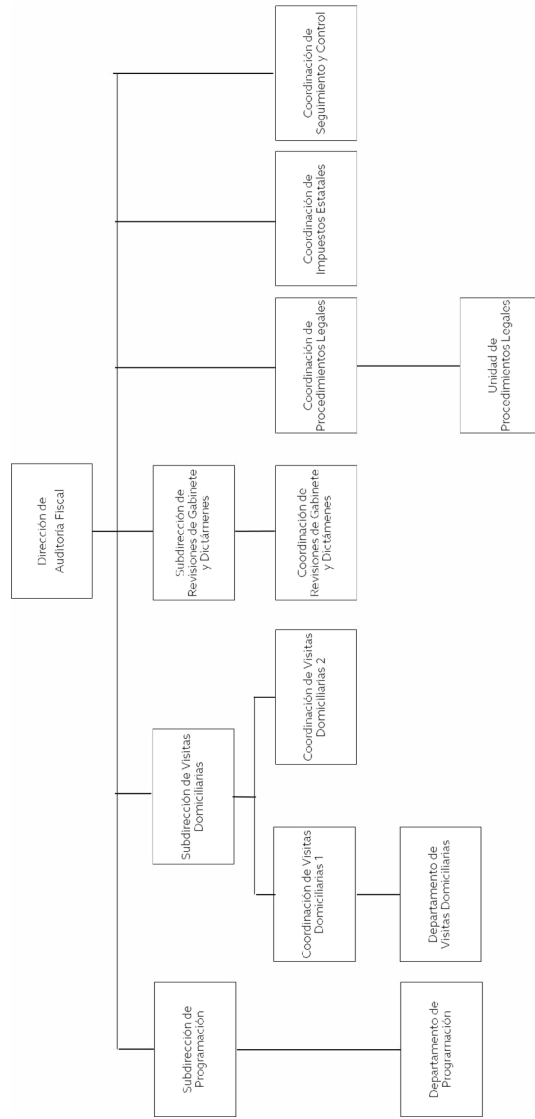 Dirección de
Auditoría Fiscal
Subdirección de
Programación
Subdirección de Visitas
Domiciliarias
Subdirección de
Revisiones de Gabinete
y Dictámenes
Coordinación de Visitas
Domiciliarias 1
Coordinación de Visitas
Domiciliarias 2
Coordinación de
Revisiones de Gabinete
y Dictámenes
Coordinación de
Procedimientos Legales
Coordinación de
Impuestos Estatales
Coordinación de
Seguimiento y Control
Departamento de
Programación
Departamento de
Visitas Domiciliarias
Unidad de
Procedimientos Legales